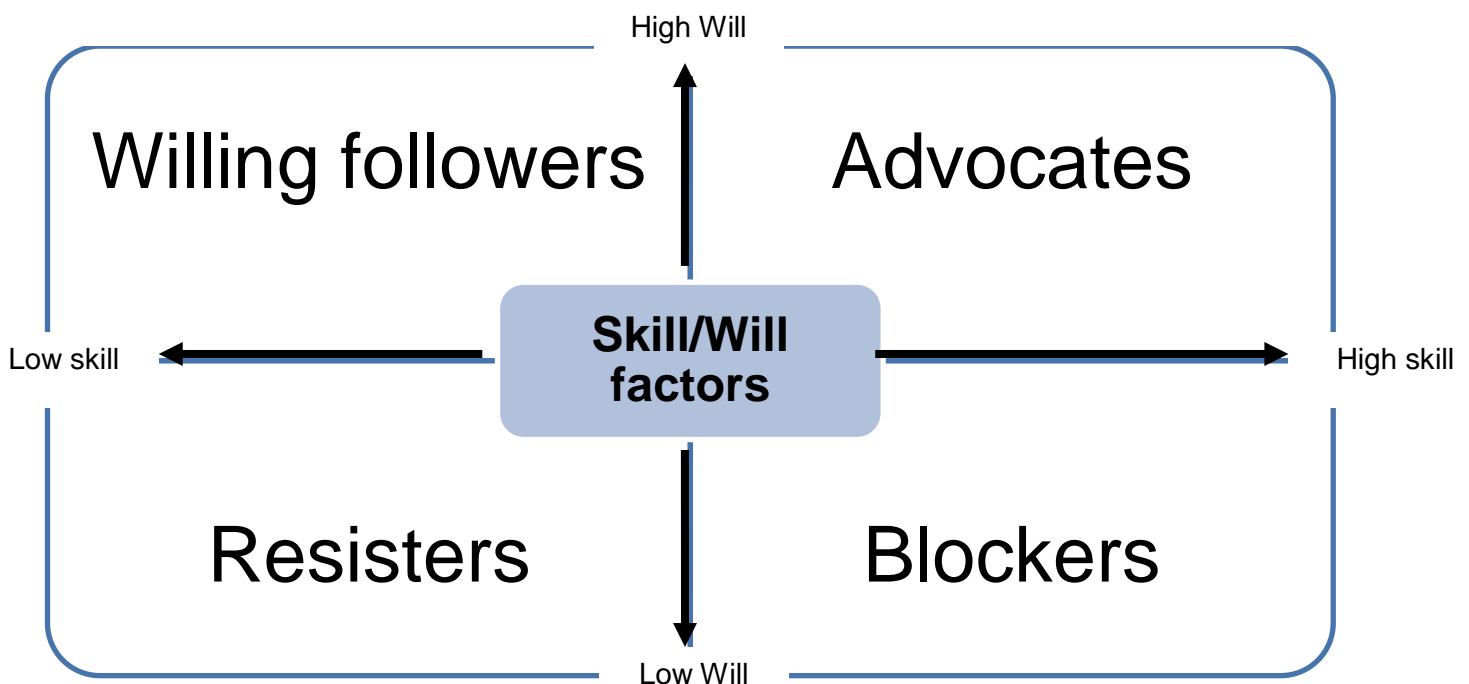 High Will
Willing followers
Advocates
Skill/Will
factors
Low skill
High skill
Resisters
Blockers
Low Will